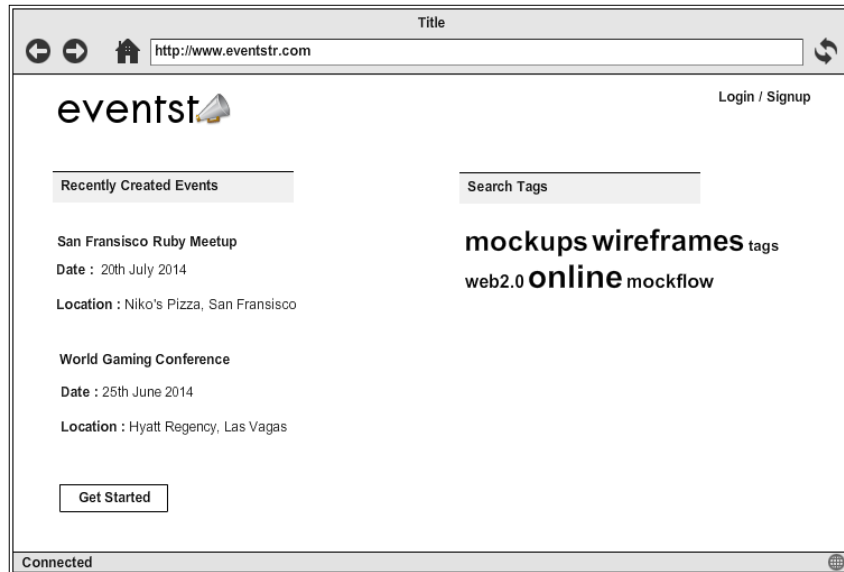 Title
http://www.eventstr.com
eventst
Login / Signup
Recently Created Events
San Fransisco Ruby Meetup
Date : 20th July 2014
Location : Niko's Pizza, San Fransisco
World Gaming Conference
Date : 25th June 2014
Location : Hyatt Regency, Las Vagas
Get Started
Search Tags
mockups wireframes tags
web2.0 online mockflow
Connected